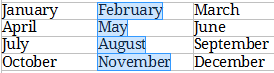 January February March
April May June
July August September
October November December